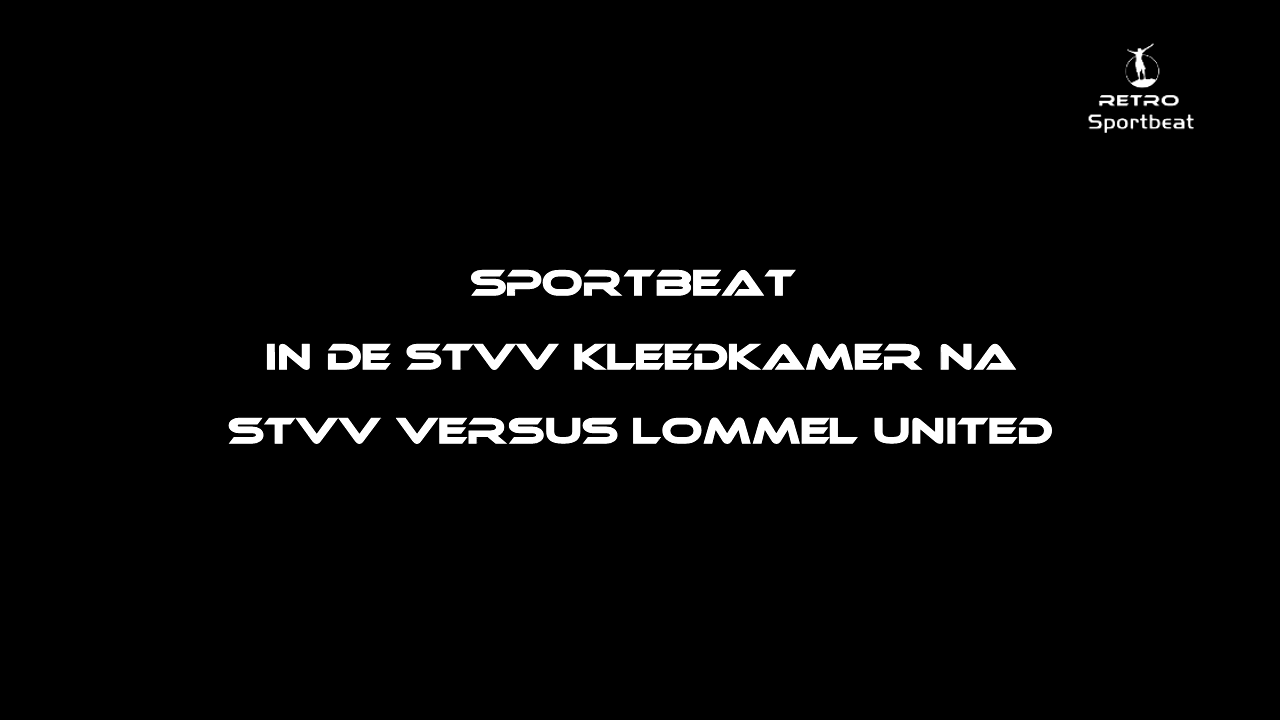 RETRO
Sportbeat
SPORTBEAT
IN DE STVV KLEEDKAMER NA
STVV VERSUS LOMMEL UNITED